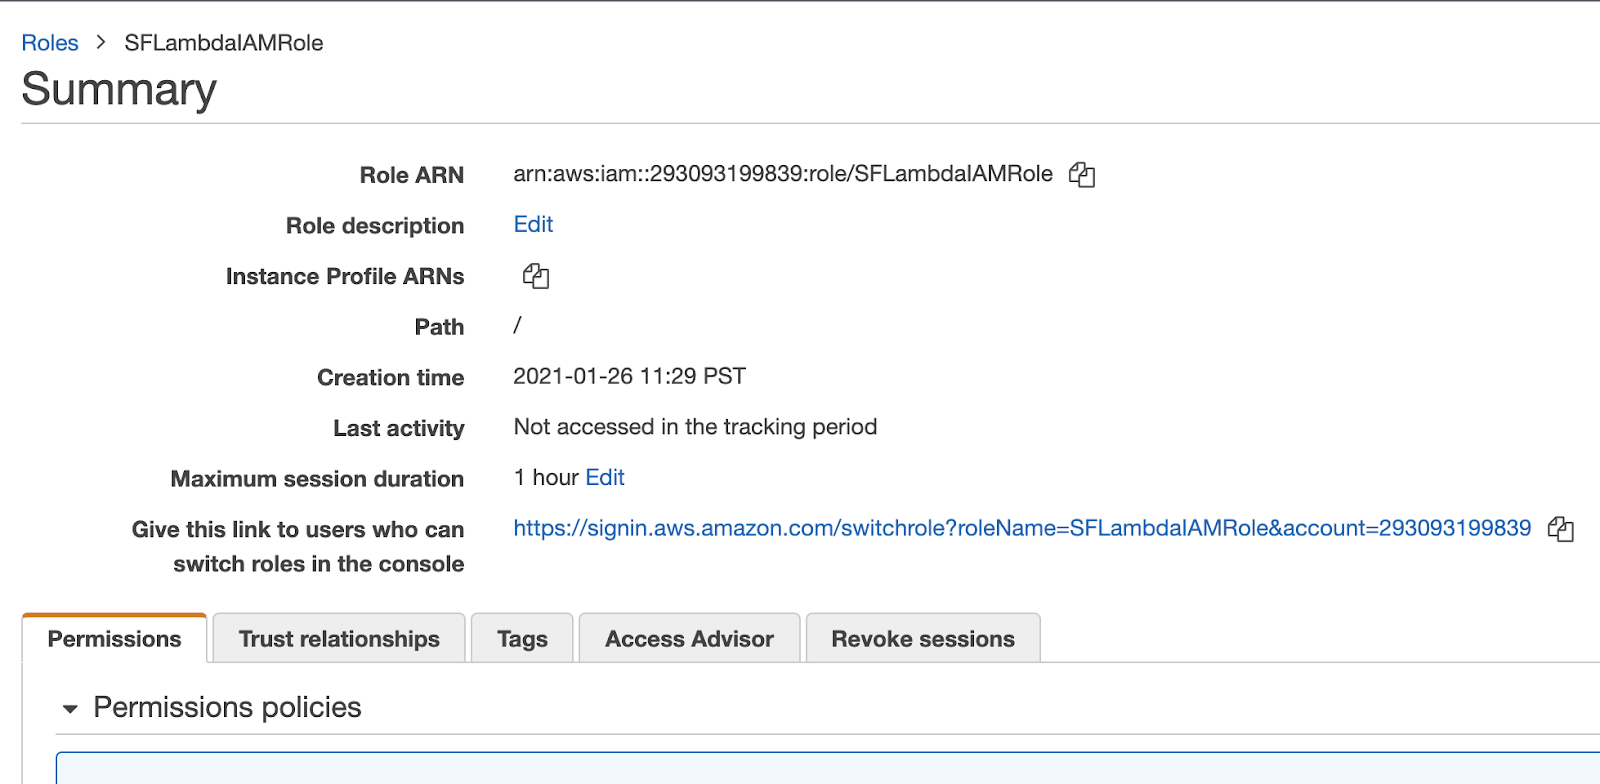 Roles > SFLambdaIAMRole
Summary
Role ARN arn:aws:iam::293093199839:role/SFLambdaIAMRole
Role description Edit
Instance Profile ARNs
Path /
Creation time 2021-01-26 11:29 PST
Last activity Not accessed in the tracking period
Maximum session duration 1 hour Edit
Give this link to users who can https://signin.aws.amazon.com/switchrole?roleName=SFLambdaIAMRole&account=293093199839
switch roles in the console
Permissions Trust relationships Tags Access Advisor Revoke sessions
Permissions policies